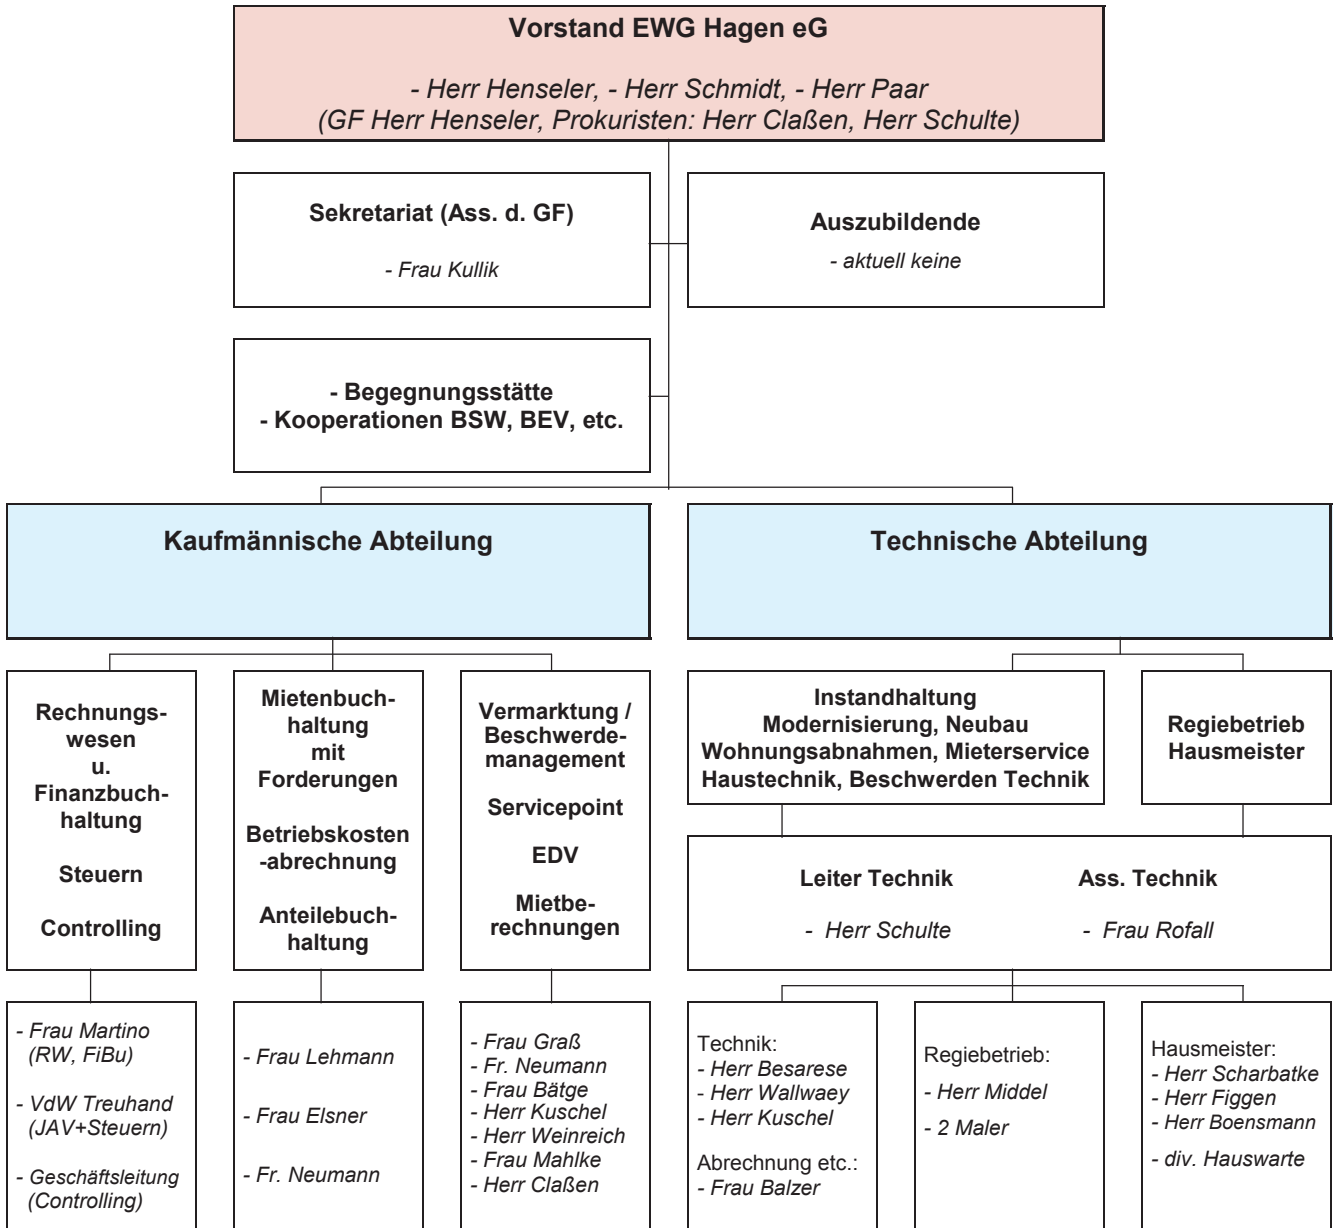 Vorstand EWG Hagen eG
- Herr Henseler, - Herr Schmidt, - Herr Paar
(GF Herr Henseler, Prokuristen: Herr Claßen, Herr Schulte)
Sekretariat (Ass. d. GF)
- Frau Kullik
Auszubildende
- aktuell keine
- Begegnungsstätte
- Kooperationen BSW, BEV, etc.
Kaufmännische Abteilung
Technische Abteilung
Rechnungs-
wesen
u.
Finanzbuch-
haltung
Steuern
Controlling
Mietenbuch-
haltung
mit
Forderungen
Betriebskosten
-abrechnung
Anteilebuch-
haltung
Vermarktung /
Beschwerde-
management
Servicepoint
EDV
Mietbe-
rechnungen
Instandhaltung
Modernisierung, Neubau
Wohnungsabnahmen, Mieterservice
Haustechnik, Beschwerden Technik
Regiebetrieb
Hausmeister
Leiter Technik
- Herr Schulte
Ass. Technik
- Frau Rofall
- Frau Martino
(RW, FiBu)
- VdW Treuhand
(JAV+Steuern)
- Geschäftsleitung
(Controlling)
- Frau Lehmann
- Frau Elsner
- Fr. Neumann
- Frau Graß
- Fr. Neumann
- Frau Bätge
- Herr Kuschel
- Herr Weinreich
- Frau Mahlke
- Herr Claßen
Technik:
- Herr Besarese
- Herr Wallwaey
- Herr Kuschel
Abrechnung etc.:
- Frau Balzer
Regiebetrieb:
- Herr Middel
- 2 Maler
Hausmeister:
- Herr Scharbatke
- Herr Figgen
- Herr Boensmann
- div. Hauswarte